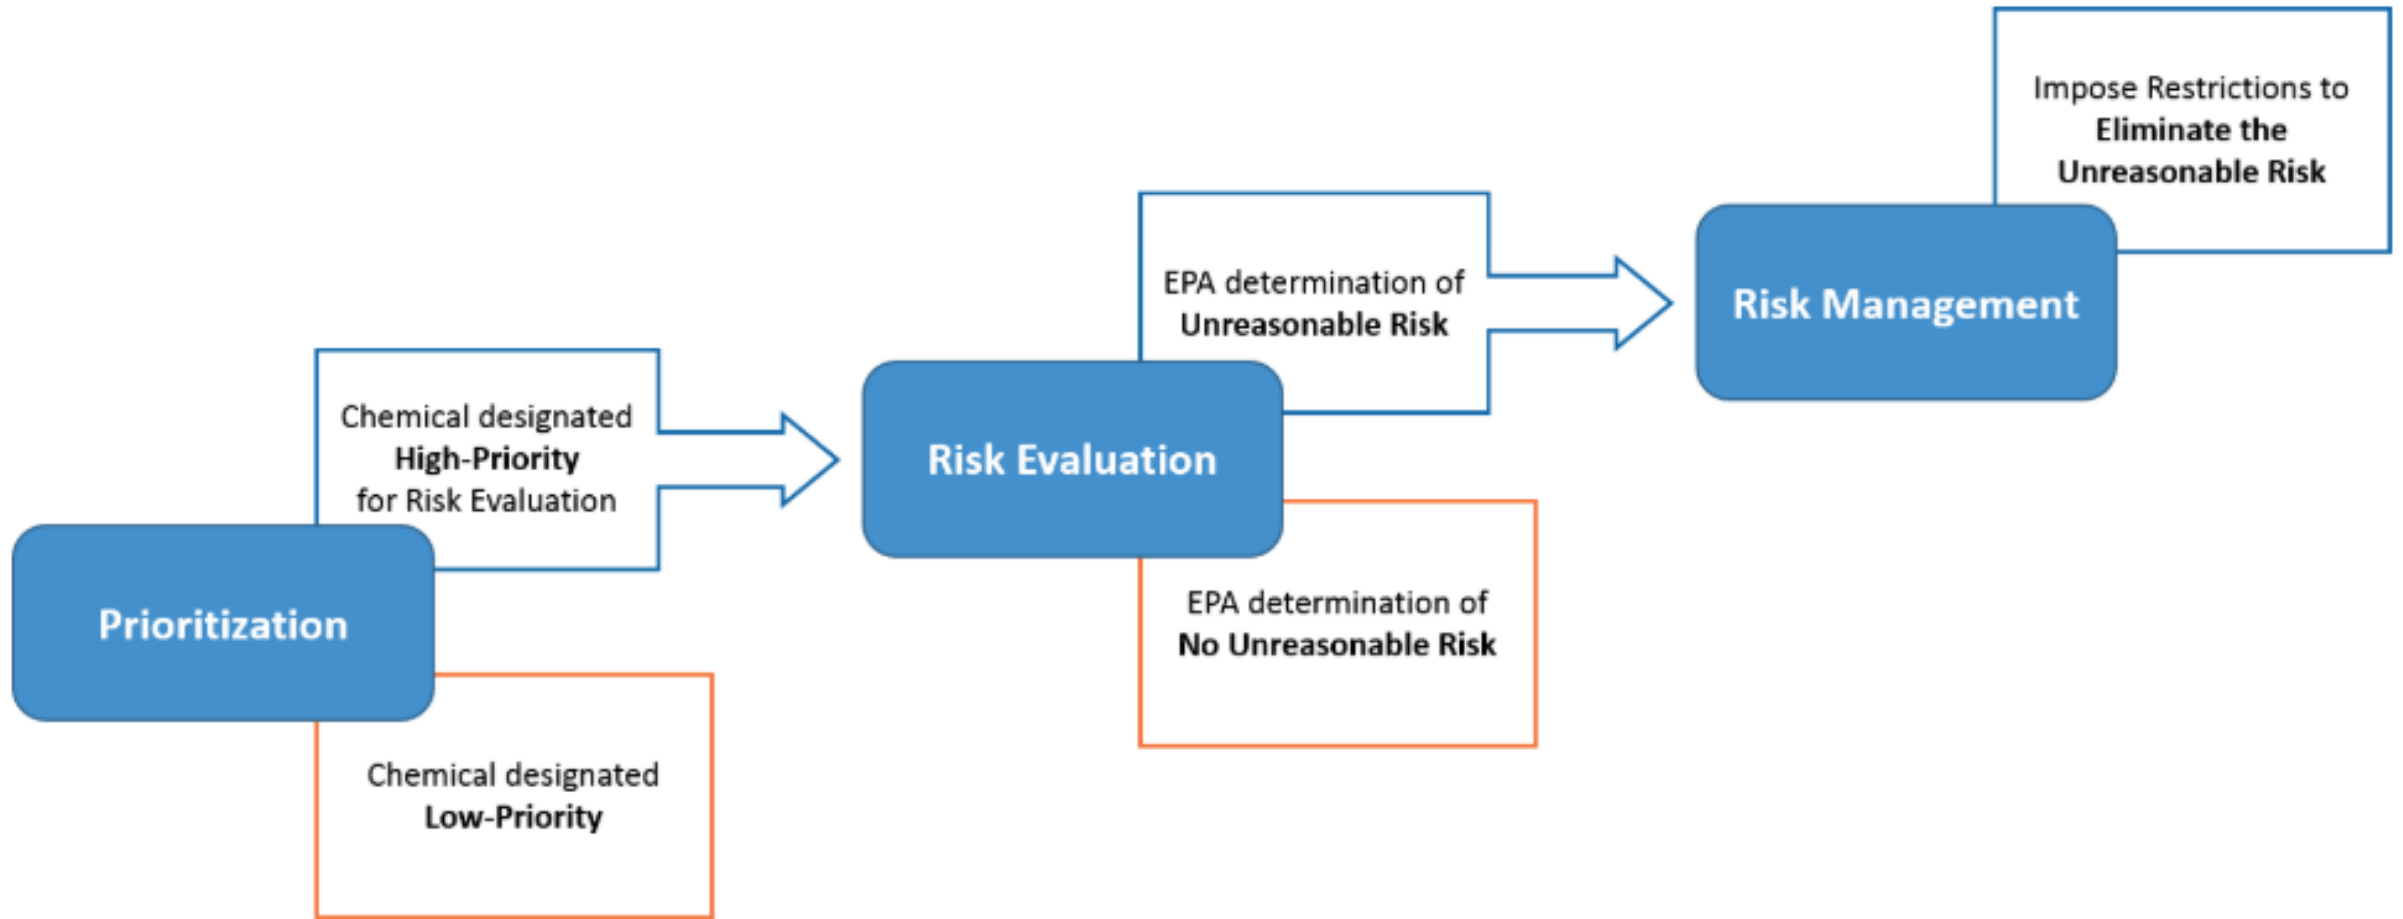 Prioritization
Chemical designated
High-Priority
for Risk Evaluation
Chemical designated
Low-Priority
Risk Evaluation
EPA determination of
Unreasonable Risk
EPA determination of
No Unreasonable Risk
Risk Management
Impose Restrictions to
Eliminate the
Unreasonable Risk